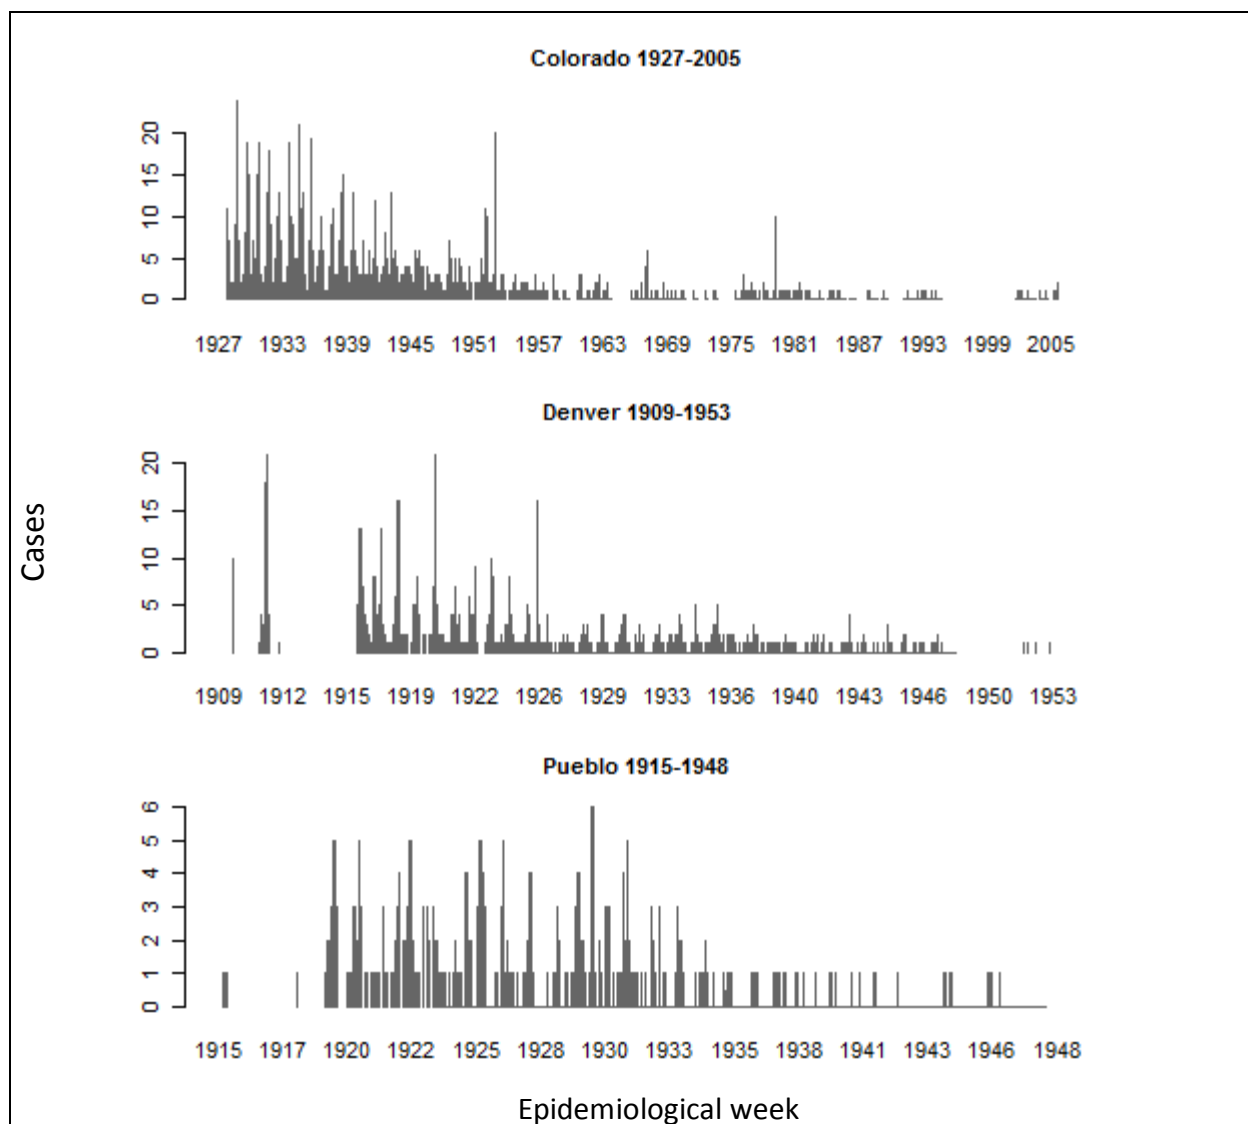 Colorado 1927-2005
20
15
10
5
0
1927 1933 1939 1945 1951 1957 1963 1969 1975 1981 1987 1993 1999 2005
Denver 1909-1953
20
15
10
5
0
1909 1912 1915 1919 1922 1926 1929 1933 1936 1940 1943 1946 1950 1953
Cases
Pueblo 1915-1948
6
5
4
3
2
1
0
1915 1917 1920 1922 1925 1928 1930 1933 1935 1938 1941 1943 1946 1948
Epidemiological week